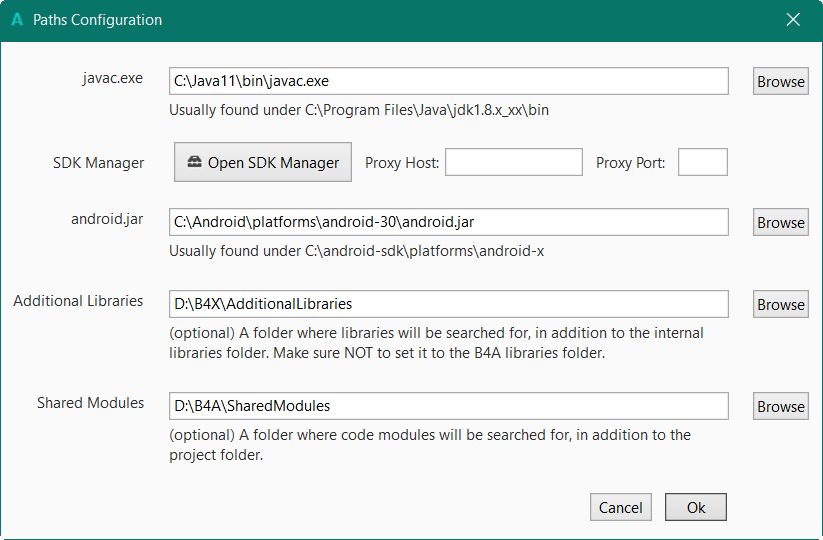 A Paths Configuration
javac.exe C:\Java11\bin\javac.exe Browse
Usually found under C:\Program Files\Java\jdk1.8.x_xx\bin
SDK Manager Open SDK Manager Proxy Host: Proxy Port:
android.jar C:\Android\platforms\android-30\android.jar Browse
Usually found under C:\android-sdk\platforms\android-x
Additional Libraries D:\B4X\AdditionalLibraries Browse
(optional) A folder where libraries will be searched for, in addition to the internal
libraries folder. Make sure NOT to set it to the B4A libraries folder.
Shared Modules D:\B4A\SharedModules Browse
(optional) A folder where code modules will be searched for, in addition to the
project folder.
Cancel Ok